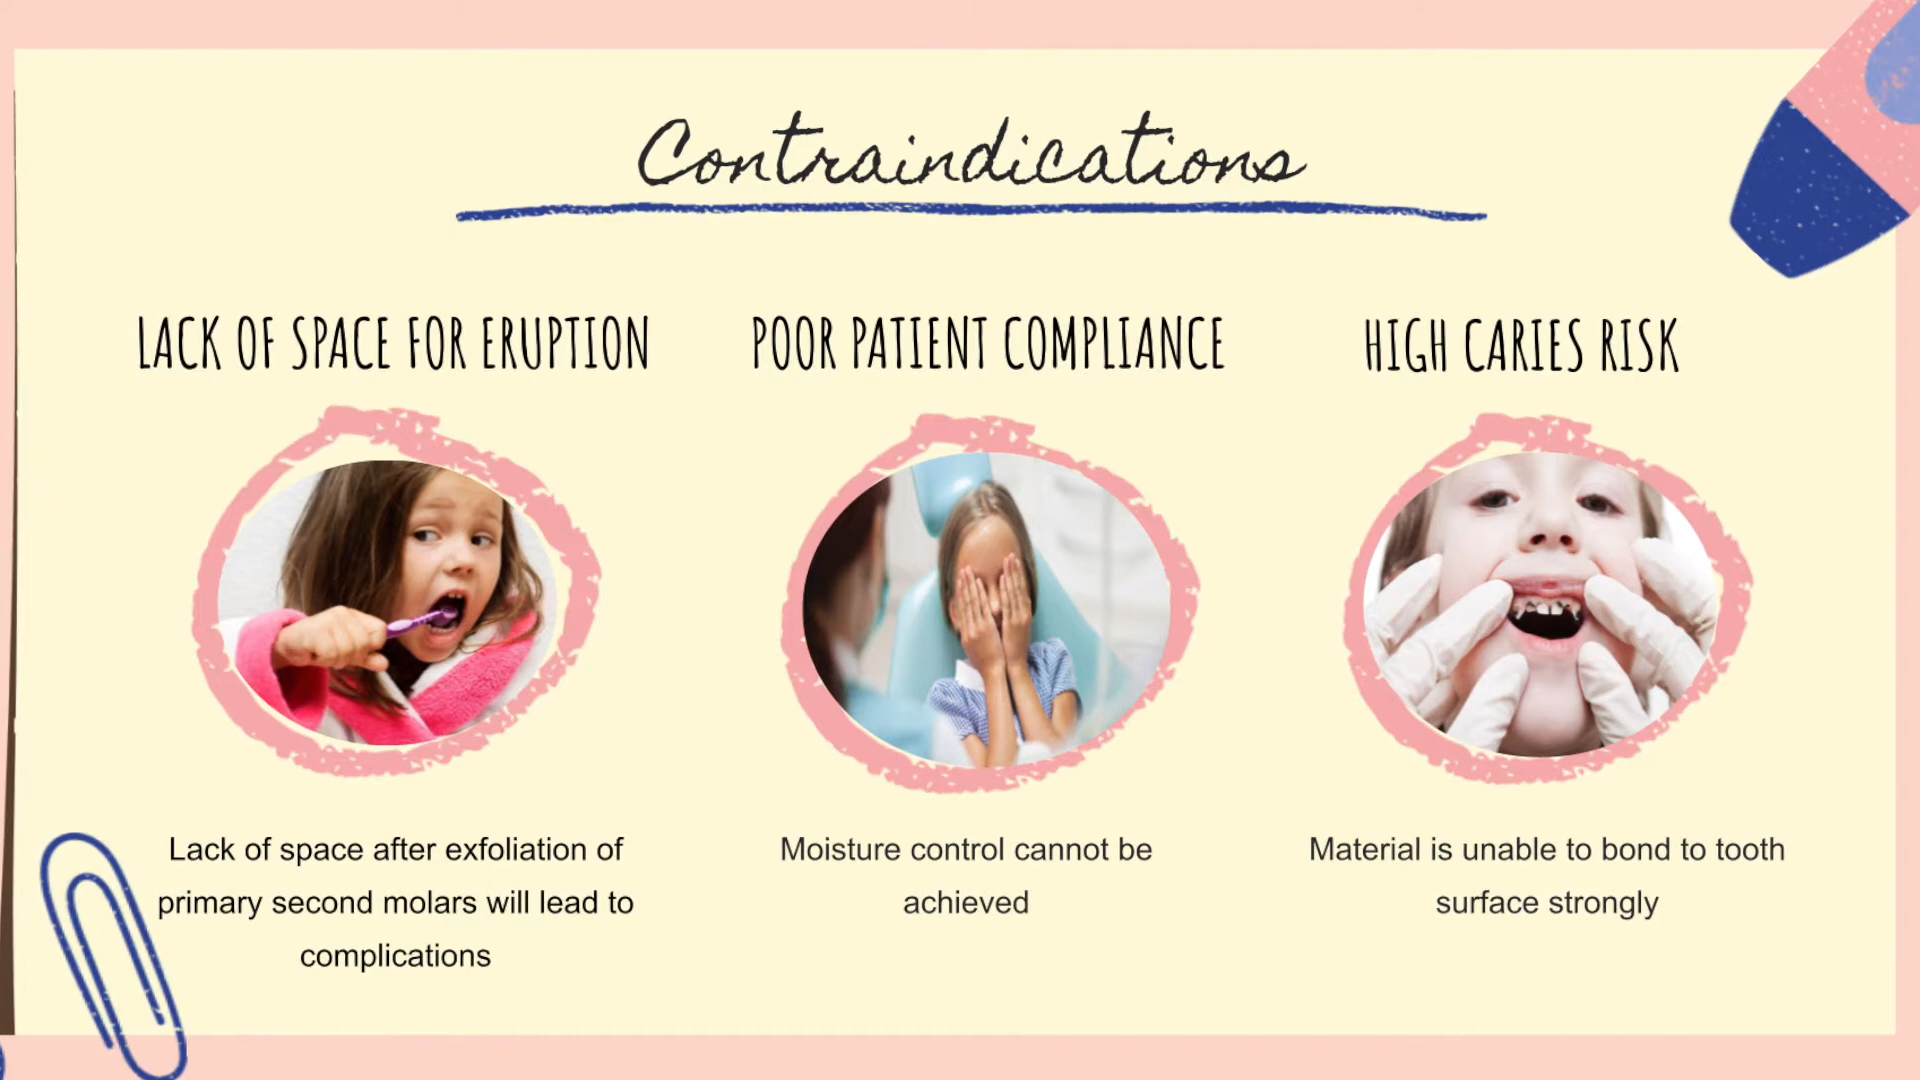 Contraindications
LACK OF SPACE FOR ERUPTION
Lack of space after exfoliation of
primary second molars will lead to
complications
POOR PATIENT COMPLIANCE
Moisture control cannot be
achieved
HIGH CARIES RISK
Material is unable to bond to tooth
surface strongly